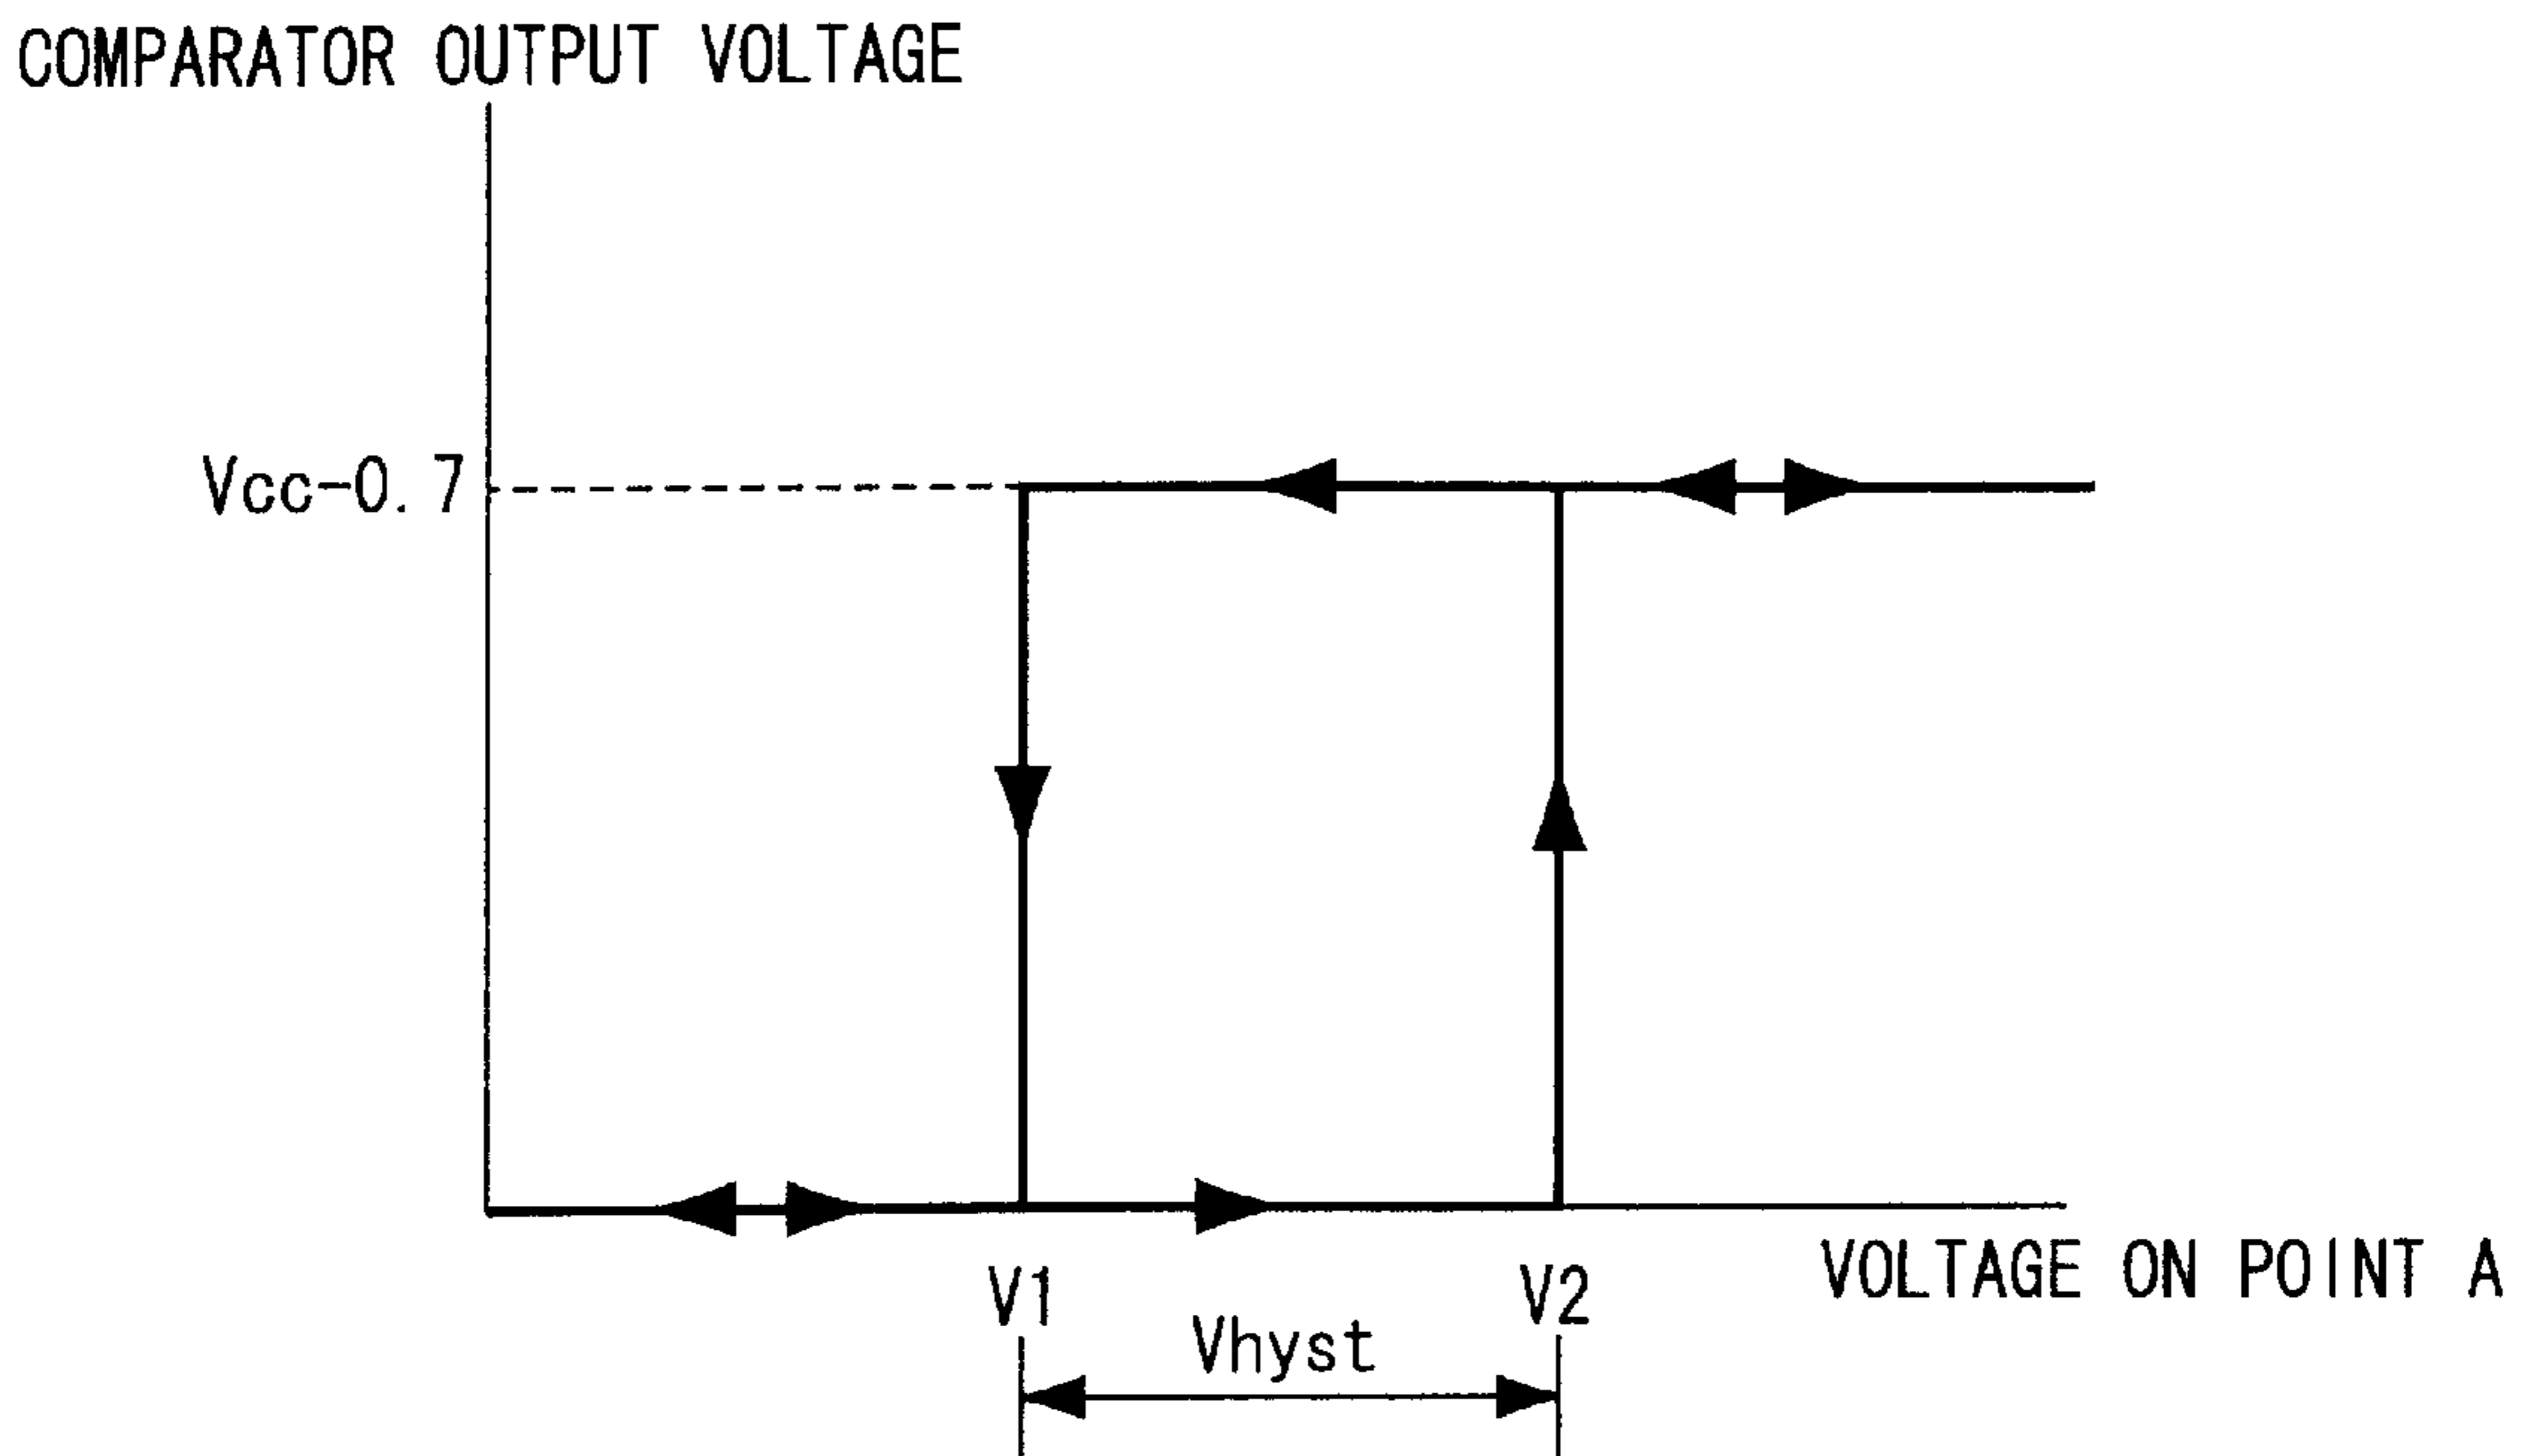 COMPARATOR OUTPUT VOLTAGE
Vcc-0.7
V1
V2
VOLTAGE ON POINT A
Vhyst